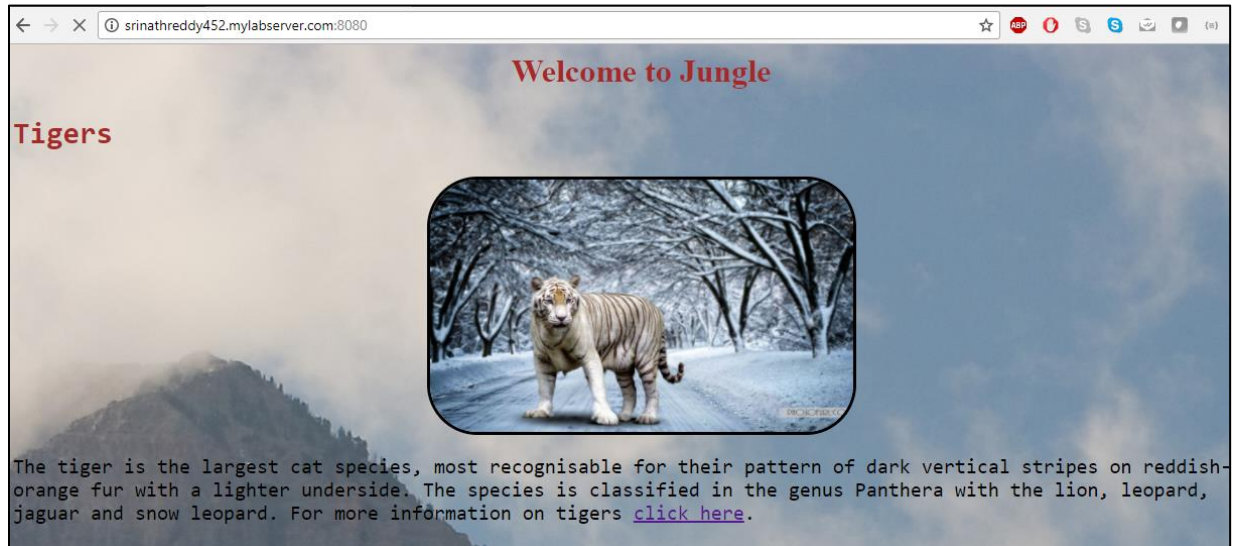 srinathreddy452.mylabserver.com:8080
ABP
Welcome to Jungle
Tigers
The tiger is the largest cat species, most recognisable for their pattern of dark vertical stripes on reddish-
orange fur with a lighter underside. The species is classified in the genus Panthera with the lion, leopard,
jaguar and snow leopard. For more information on tigers click here.